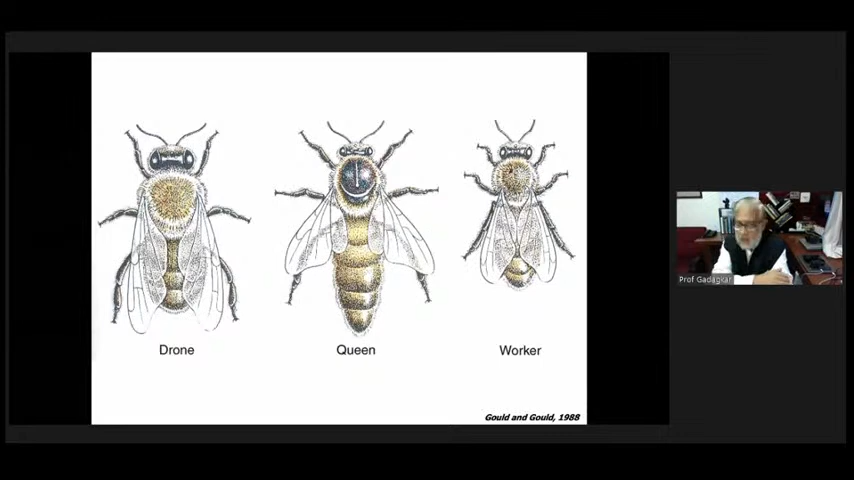 Drone
Queen
Worker
Gould and Gould, 1988
Prof Gadagkar